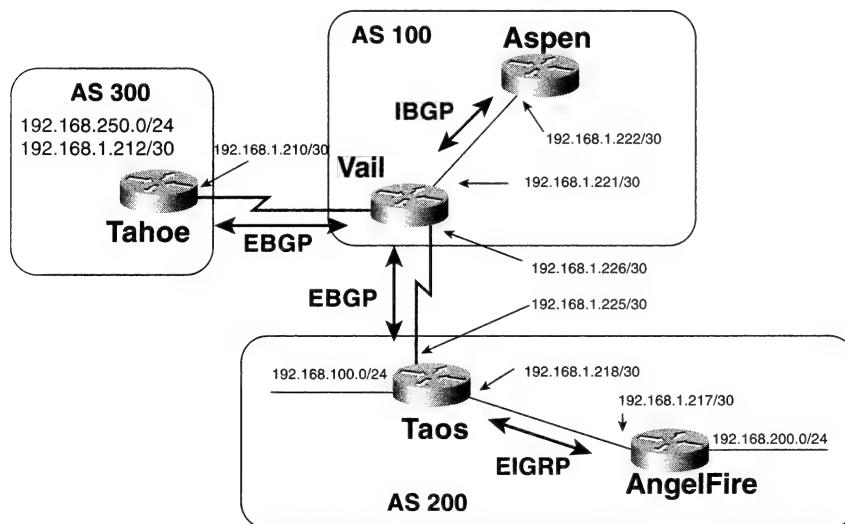 AS 100
Aspen
AS 300
192.168.250.0/24
192.168.1.212/30
IBGP
192.168.1.210/30
192.168.1.222/30
Vail
192.168.1.221/30
Tahoe
EBGP
192.168.1.226/30
EBGP
192.168.1.225/30
192.168.100.0/24
192.168.1.218/30
192.168.1.217/30
Taos
192.168.200.0/24
EIGRP
AngelFire
AS 200